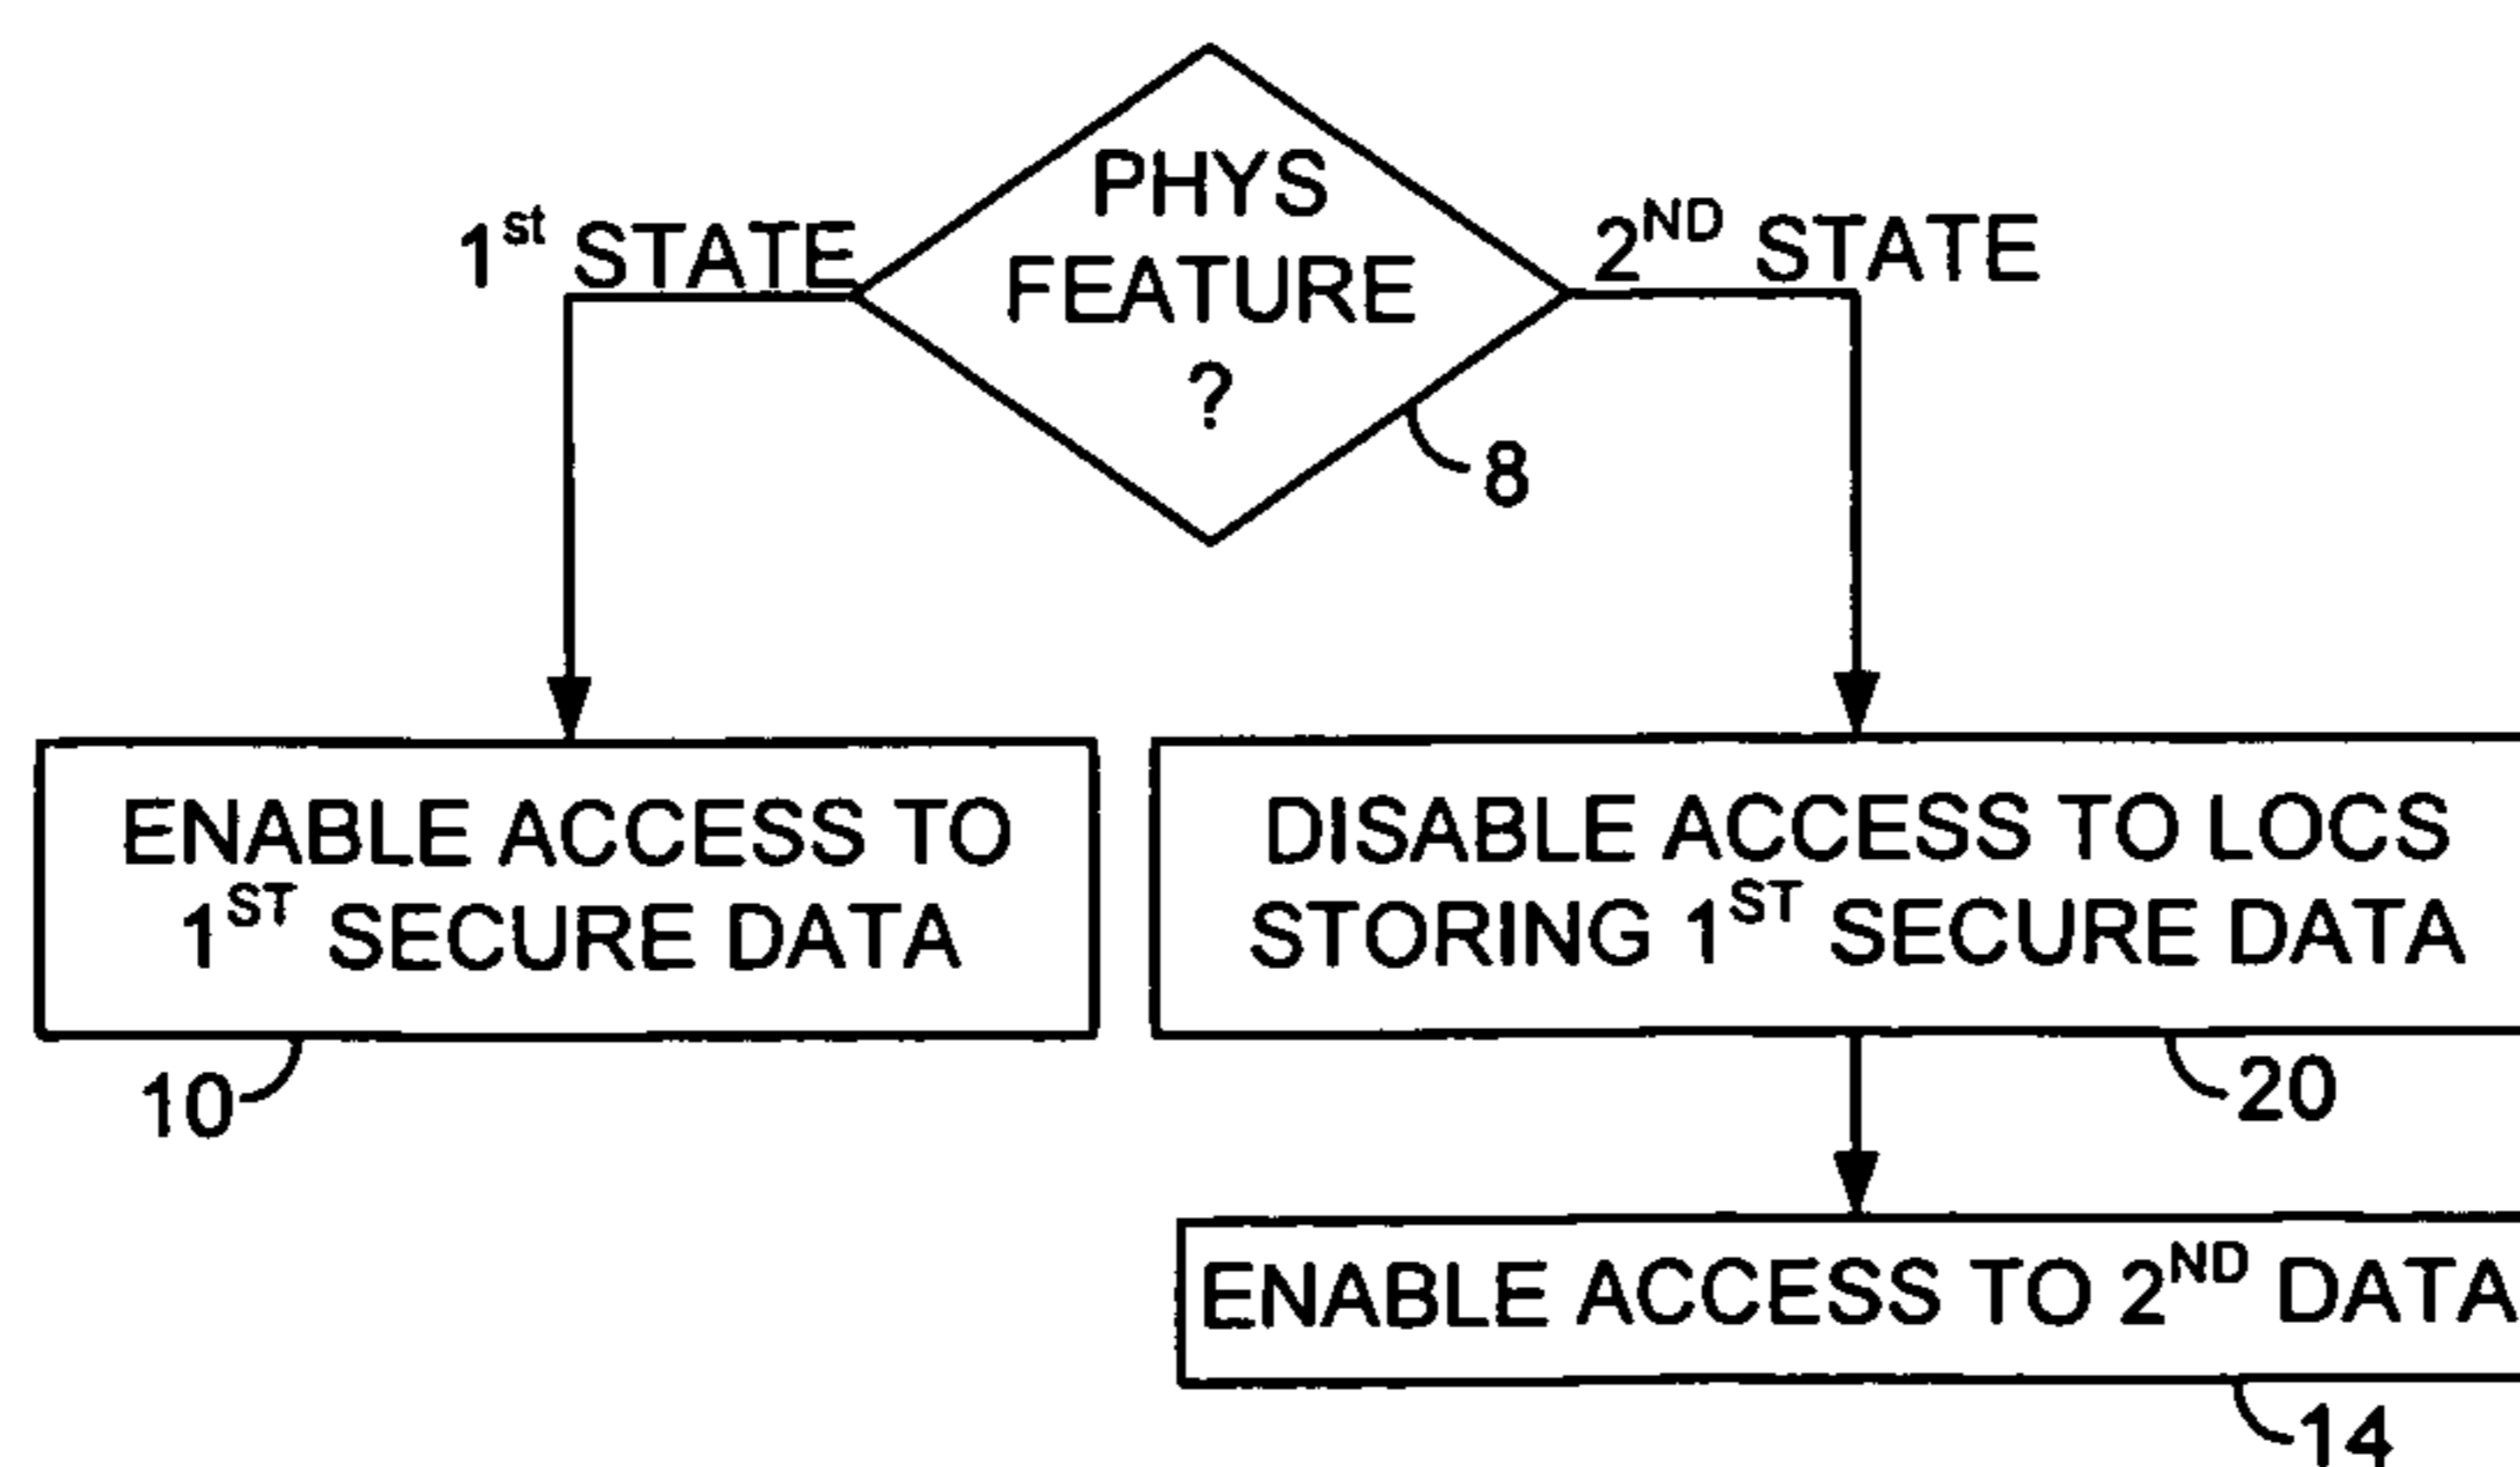 PHYS
FEATURE
?
1st STATE
2ND STATE
8
ENABLE ACCESS TO
1ST SECURE DATA
10
DISABLE ACCESS TO LOCS
STORING 1ST SECURE DATA
20
ENABLE ACCESS TO 2ND DATA
14